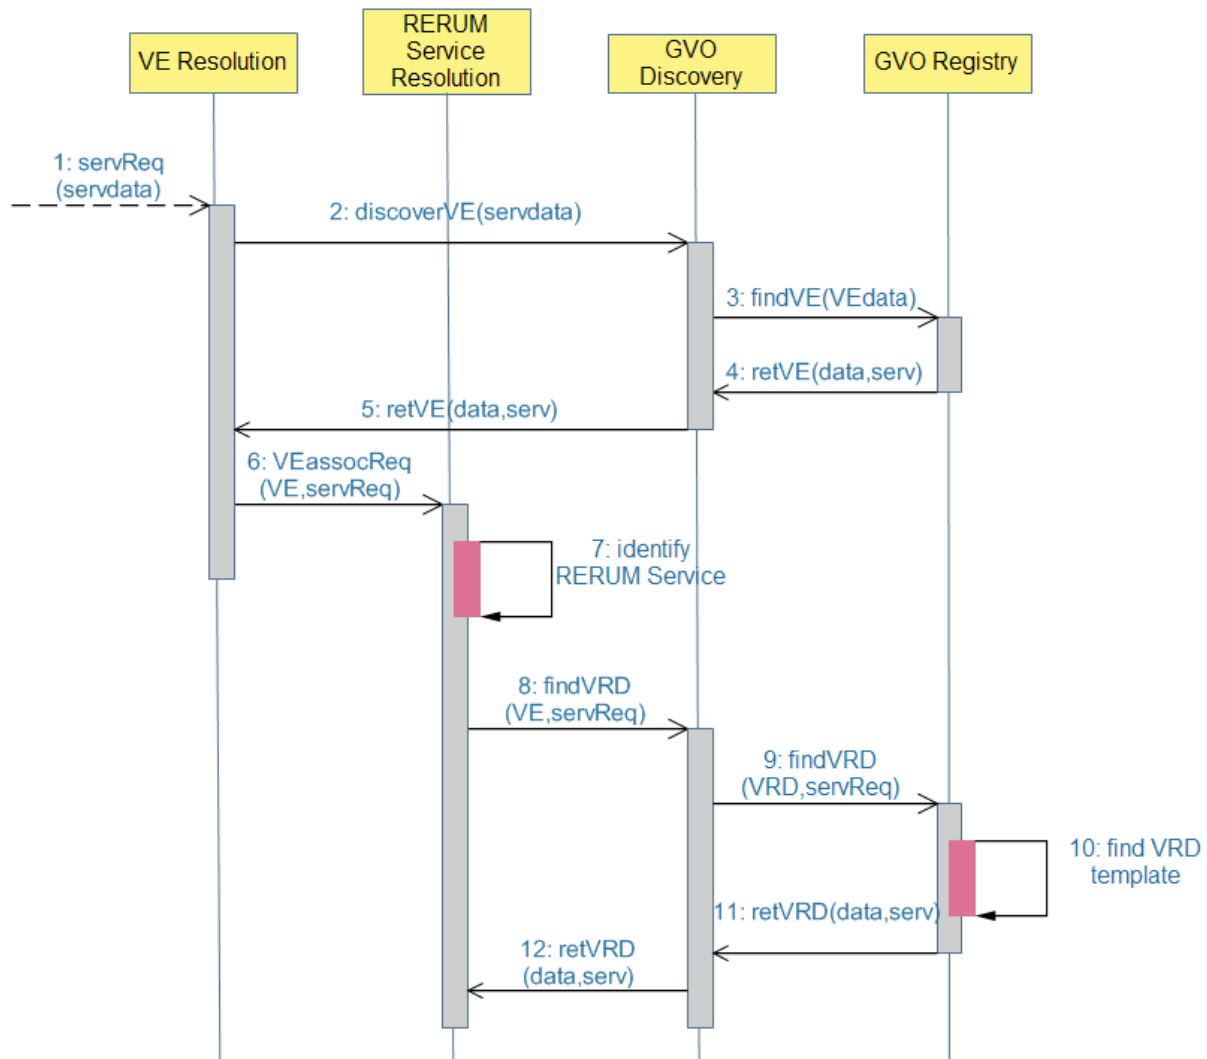 VE Resolution
RERUM
Service
Resolution
GVO
Discovery
GVO Registry
1: servReq
(servdata)
2: discoverVE(servdata)
3: findVE(VEdata)
4: retVE(data,serv)
5: retVE(data,serv)
6: VEassocReq
(VE,servReq)
7: identify
RERUM Service
8: findVRD
(VE,servReq)
9: findVRD
(VRD,servReq)
10: find VRD
template
11: retVRD(data,serv)
12: retVRD
(data,serv)